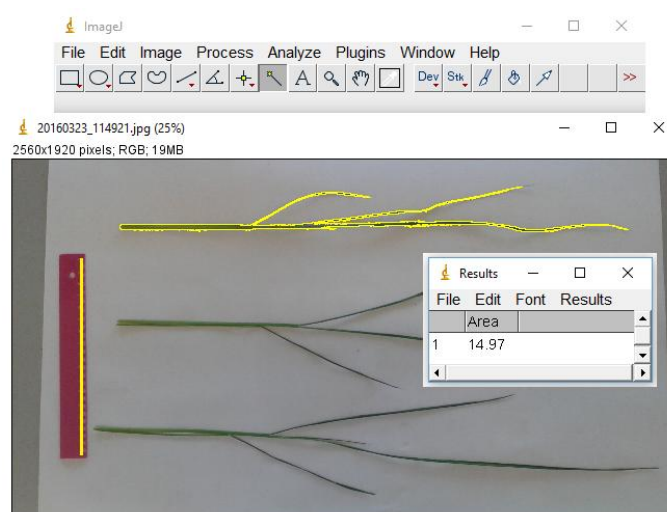 ImageJ
File Edit Image Process Analyze Plugins Window Help
A Dev Stk >>
20160323_114921.jpg (25%)
2560x1920 pixels; RGB; 19MB
Results
File Edit Font Results
Area
1 14.97